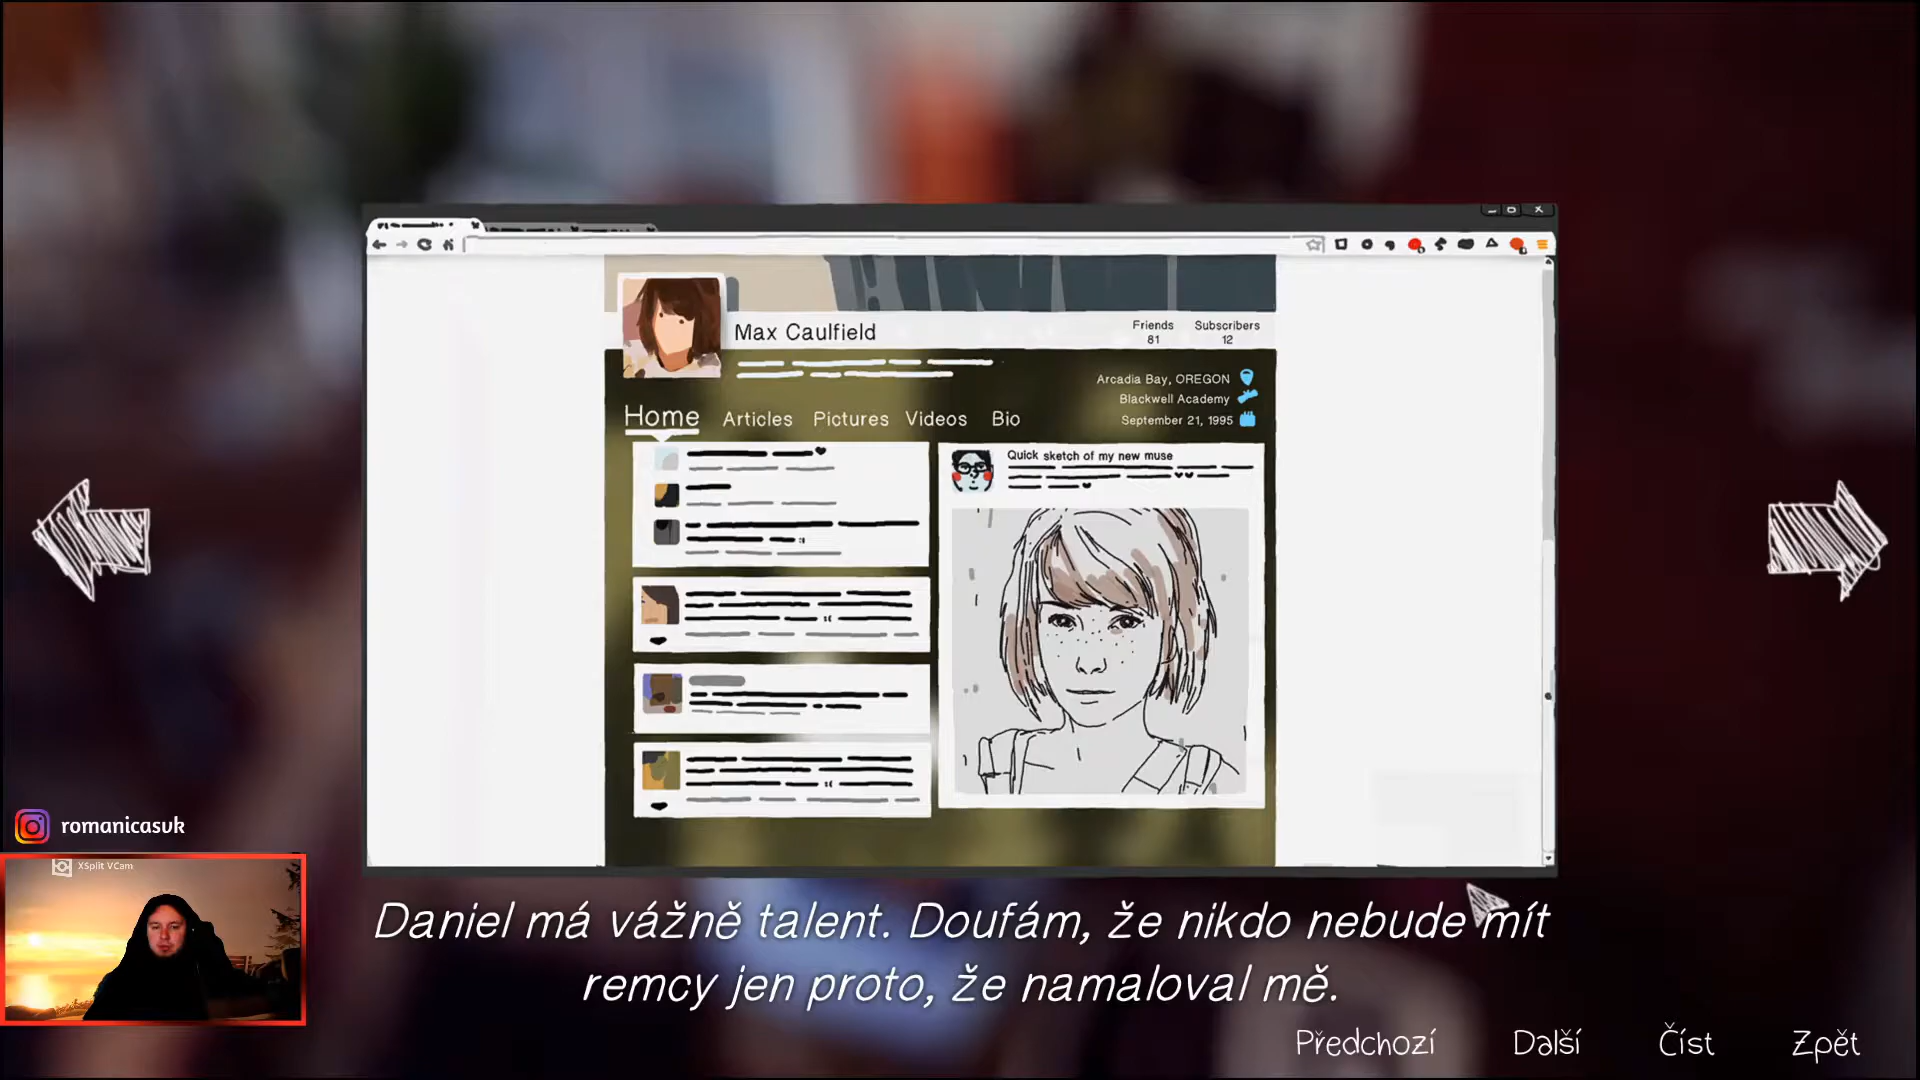 Max Caulfield
Friends
81
Subscribers
12
Arcadia Bay, OREGON
Blackwell Academy
September 21, 1995
Home Articles Pictures Videos Bio
Quick sketch of my new muse
romanicasuk
XSplit VCam
Daniel má vážně talent. Doufám, že nikdo nebude mít
remcy jen proto, že namaloval mě.
Předchozí Další Číst Zpět